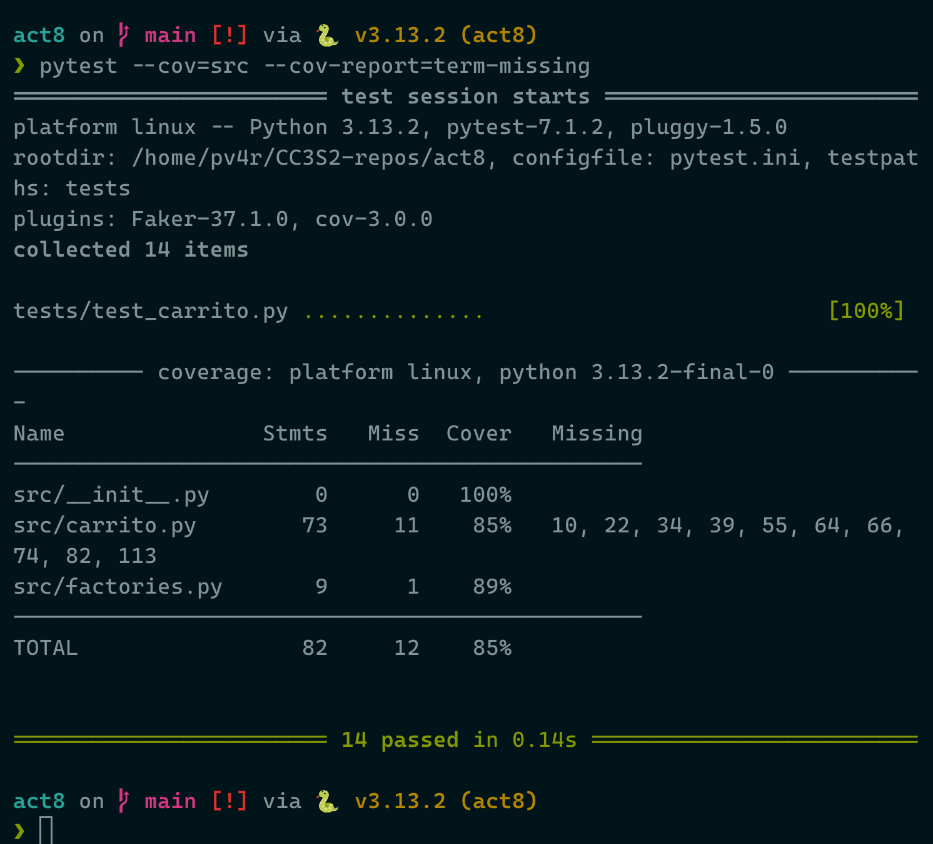 act8 on main [!] via 🐍 v3.13.2 (act8)
❯ pytest --cov=src --cov-report=term-missing
════════════════════════ test session starts ════════════════════════
platform linux -- Python 3.13.2, pytest-7.1.2, pluggy-1.5.0
rootdir: /home/pv4r/CC3S2-repos/act8, configfile: pytest.ini, testpat
hs: tests
plugins: Faker-37.1.0, cov-3.0.0
collected 14 items
tests/test_carrito.py .............. [100%]
---------- coverage: platform linux, python 3.13.2-final-0 ----------
-
Name Stmts Miss Cover Missing
------------------------------------------------
src/__init__.py 0 0 100%
src/carrito.py 73 11 85% 10, 22, 34, 39, 55, 64, 66,
74, 82, 113
src/factories.py 9 1 89%
------------------------------------------------
TOTAL 82 12 85%
════════════════════════ 14 passed in 0.14s ═════════════════════════
act8 on main [!] via 🐍 v3.13.2 (act8)
❯